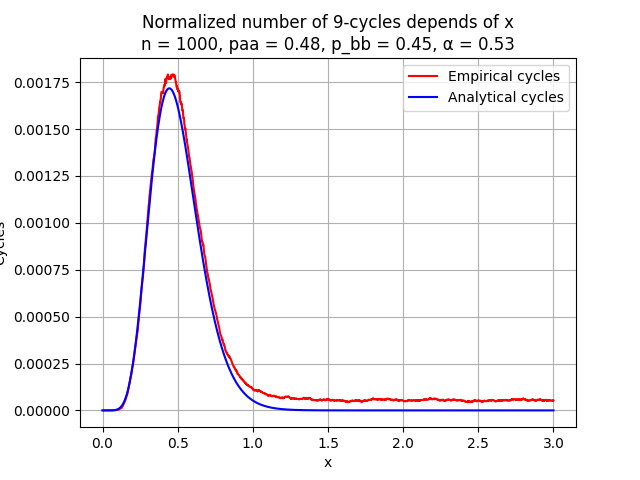 Normalized number of 9-cycles depends of x
n = 1000, paa = 0.48, p_bb = 0.45, α = 0.53
Empirical cycles
Analytical cycles
0.00175
0.00150
0.00125
0.00100
0.00075
0.00050
0.00025
0.00000
0.0 0.5 1.0 1.5 2.0 2.5 3.0
x